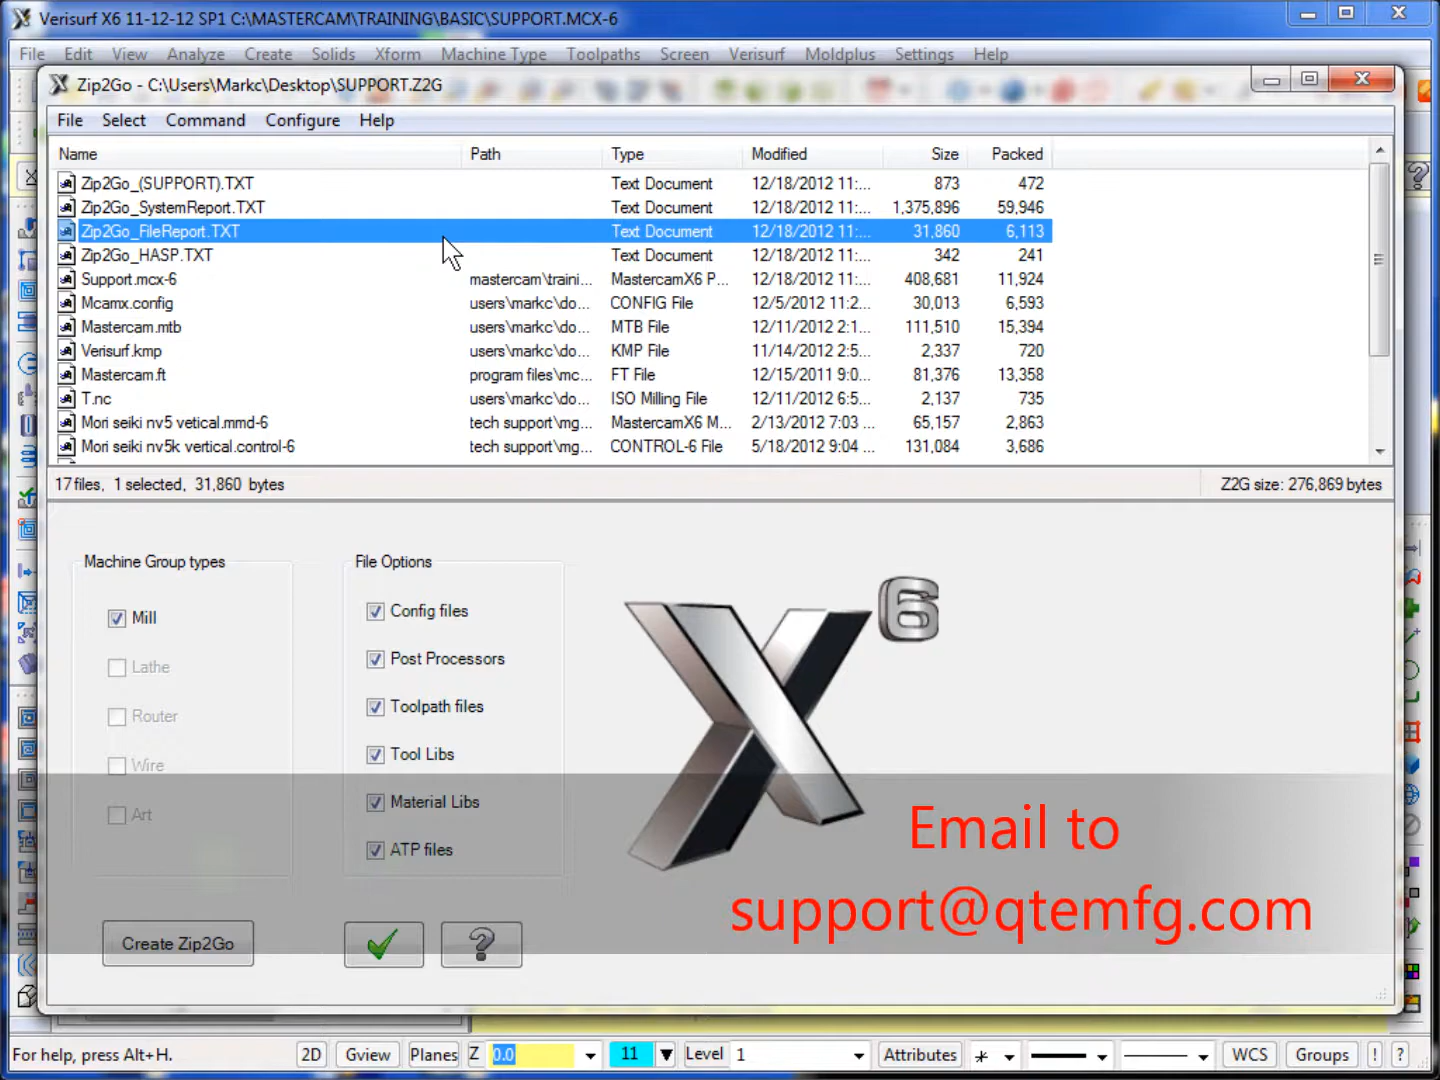 Verisurf X6 11-12-12 SP1 C:\MASTERCAM\TRAINING\BASIC\SUPPORT.MCX-6
File Edit View Analyze Create Solids Xform Machine Type Toolpaths Screen Verisurf Moldplus Settings Help
Zip2Go - C:\Users\Markc\Desktop\SUPPORT.Z2G
File Select Command Configure Help
Name Path Type Modified Size Packed
Zip2Go_(SUPPORT).TXT Text Document 12/18/2012 11:... 873 472
Zip2Go_SystemReport.TXT Text Document 12/18/2012 11:... 1,375,896 59,946
Zip2Go_FileReport.TXT Text Document 12/18/2012 11:... 31,860 6,113
Zip2Go_HASP.TXT Text Document 12/18/2012 11:... 342 241
Support.mcx-6 mastercam\traini... MastercamX6 P... 12/18/2012 11:... 408,681 11,924
Mcamx.config users\markc\do... CONFIG File 12/5/2012 11:2... 30,013 6,593
Mastercam.mtb users\markc\do... MTB File 12/11/2012 2:1... 111,510 15,394
Verisurf.kmp users\markc\do... KMP File 11/14/2012 2:5... 2,337 720
Mastercam.ft program files\mc... FT File 12/15/2011 9:0... 81,376 13,358
T.nc users\markc\do... ISO Milling File 12/11/2012 6:5... 2,137 735
Mori seiki nv5 vetical.mmd-6 tech support\mg... MastercamX6 M... 2/13/2012 7:03 ... 65,157 2,863
Mori seiki nv5k vertical.control-6 tech support\mg... CONTROL-6 File 5/18/2012 9:04 ... 131,084 3,686
17 files, 1 selected, 31,860 bytes Z2G size: 276,869 bytes
Machine Group types File Options
Mill Config files
Lathe Post Processors
Router Toolpath files
Wire Tool Libs
Art Material Libs
ATP files
X6
Email to
support@qtemfg.com
Create Zip2Go ?
For help, press Alt+H. 2D Gview Planes Z 0.0 11 Level 1 Attributes * WCS Groups ! ?